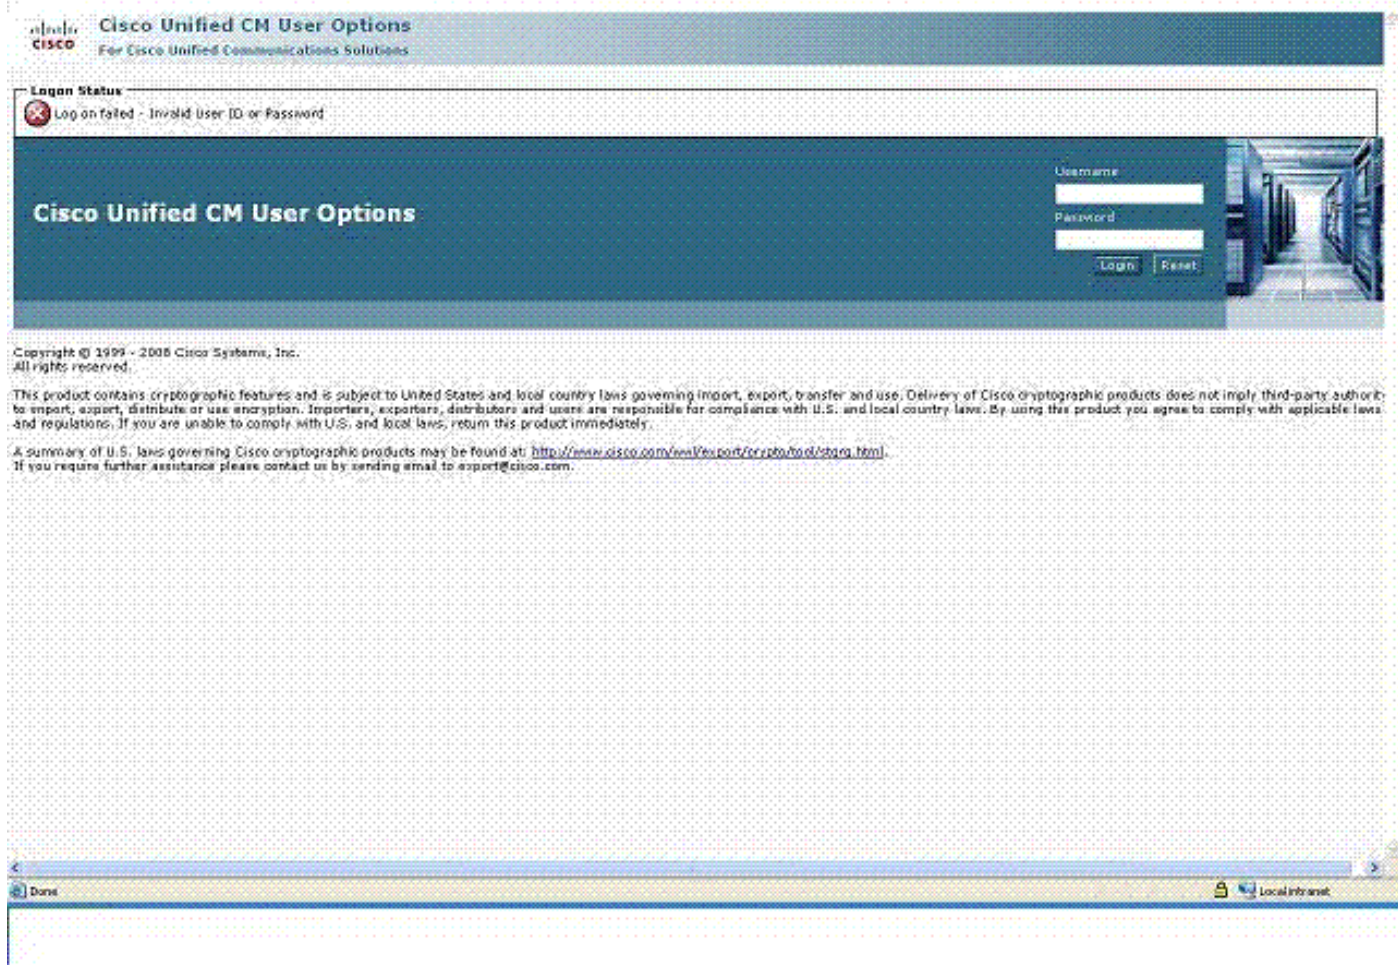 Cisco Unified CM User Options
CISCO
For Cisco Unified Communications Solutions
Logon Status
Log on failed - Invalid User ID or Password
Username
Cisco Unified CM User Options
Password
Login
Reset
Copyright © 1999 - 2008 Cisco Systems, Inc.
All rights reserved.
This product contains cryptographic features and is subject to United States and local country laws governing import, export, transfer and use. Delivery of Cisco cryptographic products does not imply third-party authority
to import, export, distribute or use encryption. Importers, exporters, distributors and users are responsible for compliance with U.S. and local country laws. By using this product you agree to comply with applicable laws
and regulations. If you are unable to comply with U.S. and local laws, return this product immediately.
A summary of U.S. laws governing Cisco cryptographic products may be found at: http://www.cisco.com/wwl/export/crypto/tool/stqrg.html.
If you require further assistance please contact us by sending email to export@cisco.com.
Done
Local intranet